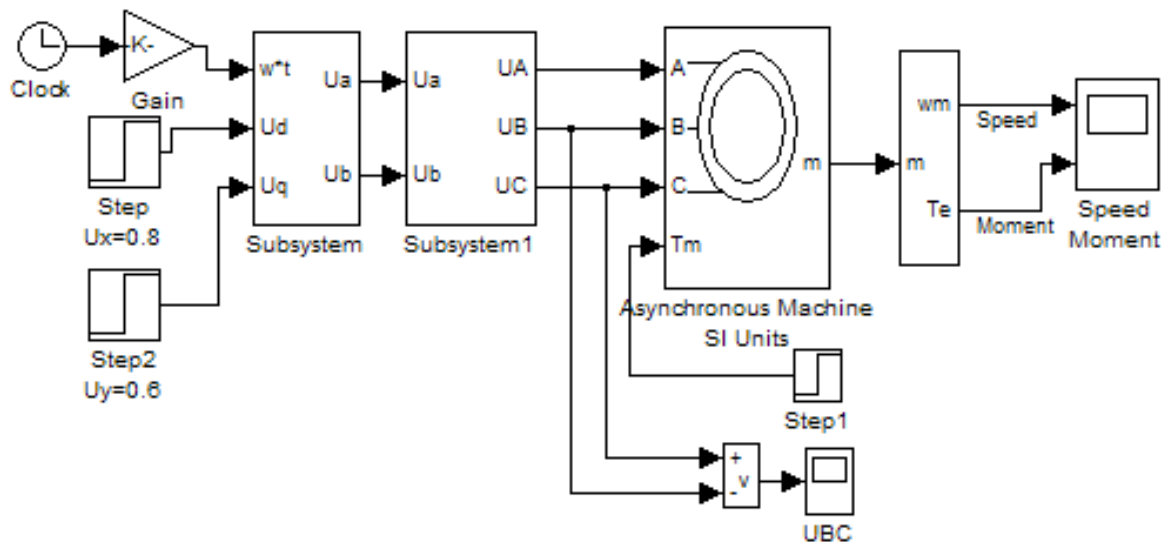 Clock
K-
Gain
Step
Ux=0.8
Step2
Uy=0.6
w*t
Ud
Uq
Ua
Ub
Subsystem
Ua
Ub
UA
UB
UC
Subsystem1
A
B
C
Tm
m
Asynchronous Machine
SI Units
m
wm
Te
Speed
Moment
Speed
Moment
Step1
+
-
v
UBC